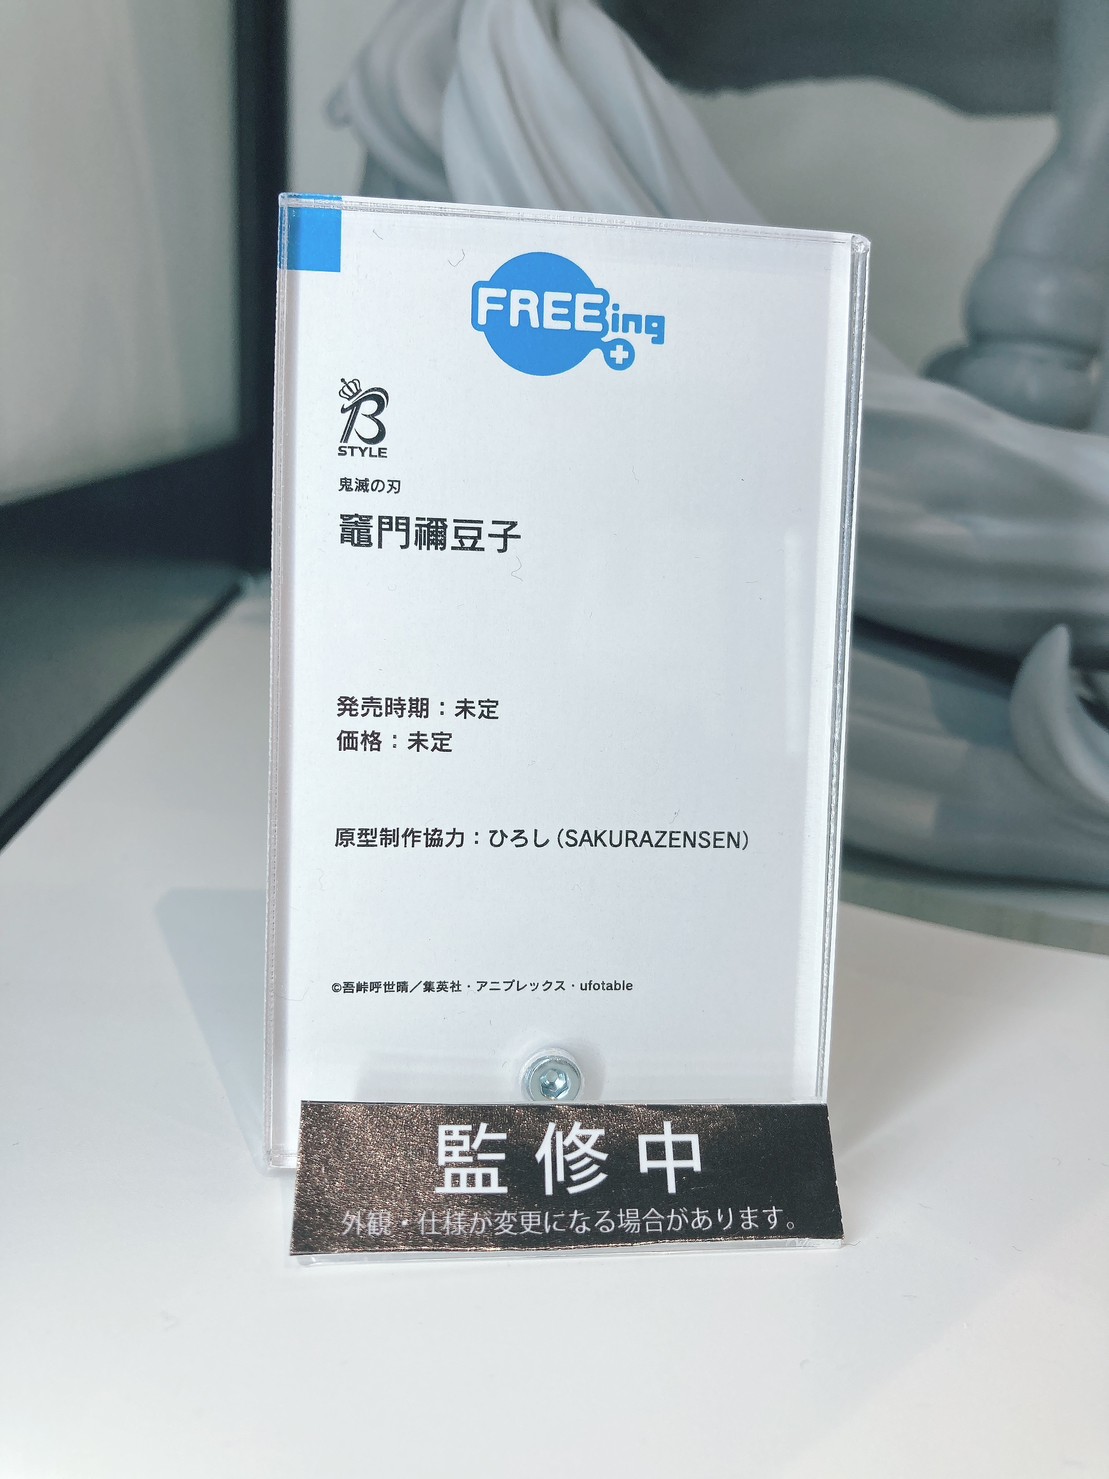 FREEing
B
STYLE
鬼滅の刃
竈門禰豆子
発売時期：未定
価格：未定
原型制作協力：ひろし（SAKURAZENSEN）
©吾峠呼世晴／集英社・アニプレックス・ufotable
監修中
外観・仕様が変更になる場合があります。